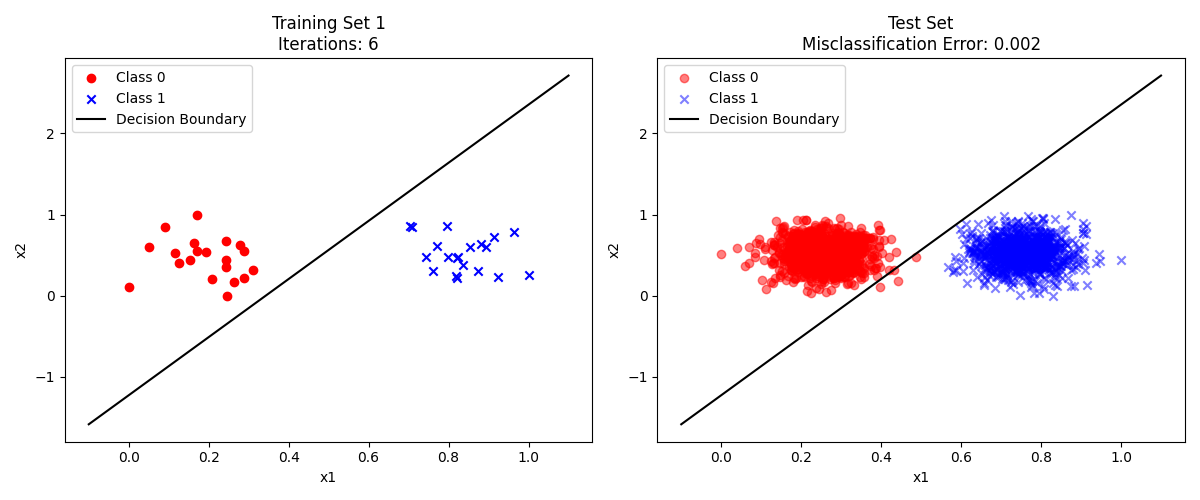 Training Set 1
Iterations: 6
Class 0
Class 1
Decision Boundary
x2
2
1
0
−1
0.0 0.2 0.4 0.6 0.8 1.0
x1
Test Set
Misclassification Error: 0.002
Class 0
Class 1
Decision Boundary
x2
2
1
0
−1
0.0 0.2 0.4 0.6 0.8 1.0
x1